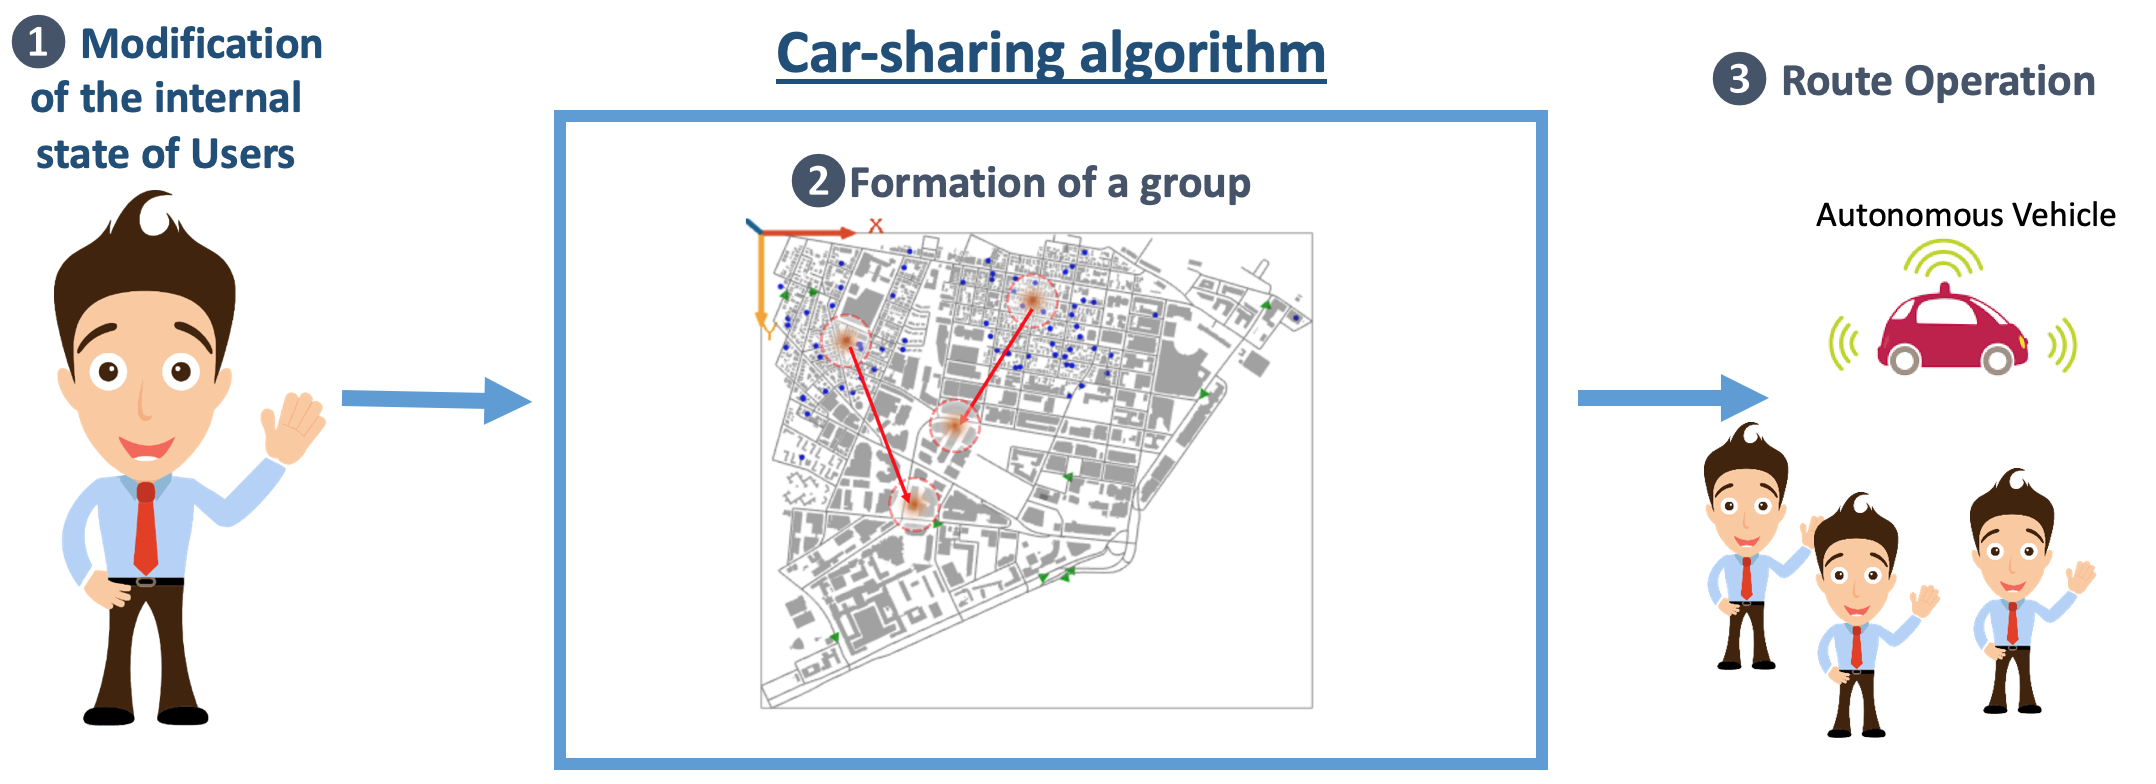 1 Modification
of the internal
state of Users
Car-sharing algorithm
2 Formation of a group
X
Y
3 Route Operation
Autonomous Vehicle